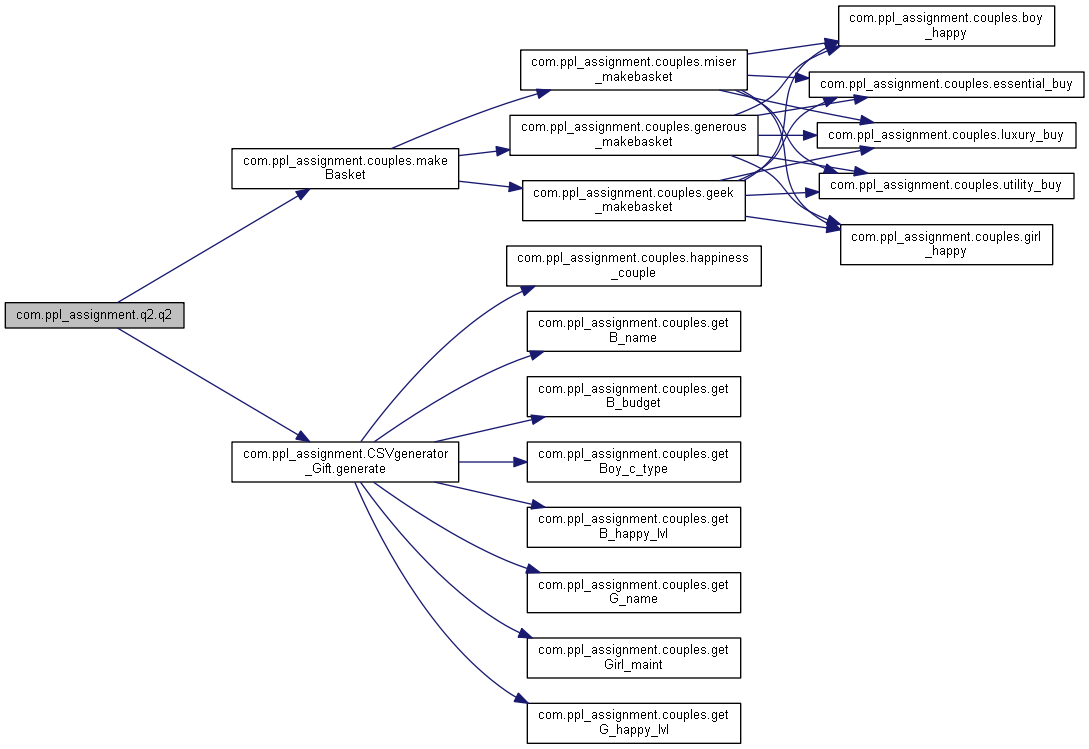 com.ppl_assignment.q2.q2
com.ppl_assignment.couples.make
Basket
com.ppl_assignment.CSVgenerator
_Gift.generate
com.ppl_assignment.couples.miser
_makebasket
com.ppl_assignment.couples.generous
_makebasket
com.ppl_assignment.couples.geek
_makebasket
com.ppl_assignment.couples.happiness
_couple
com.ppl_assignment.couples.get
B_name
com.ppl_assignment.couples.get
B_budget
com.ppl_assignment.couples.get
Boy_c_type
com.ppl_assignment.couples.get
B_happy_lvl
com.ppl_assignment.couples.get
G_name
com.ppl_assignment.couples.get
Girl_maint
com.ppl_assignment.couples.get
G_happy_lvl
com.ppl_assignment.couples.boy
_happy
com.ppl_assignment.couples.essential_buy
com.ppl_assignment.couples.luxury_buy
com.ppl_assignment.couples.utility_buy
com.ppl_assignment.couples.girl
_happy